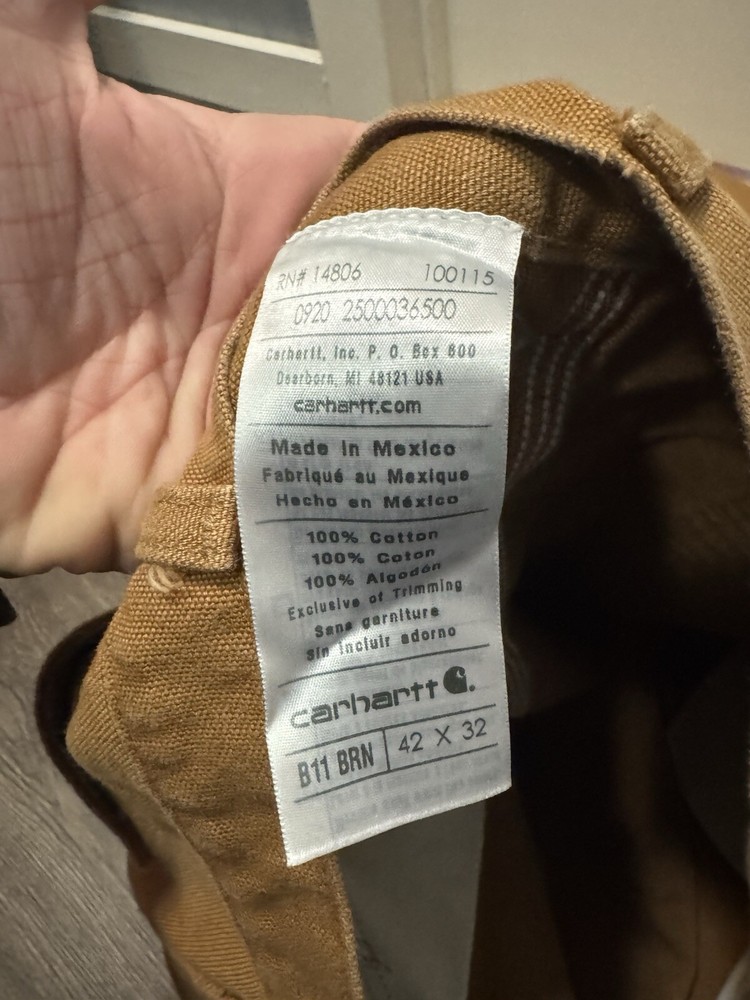 RN# 14806 100115
0920 2500036500
Carhartt, Inc. P. O. Box 600
Dearborn, MI 48121 USA
carhartt.com
Made in Mexico
Fabriqué au Mexique
Hecho en México
100% Cotton
100% Coton
100% Algodón
Exclusive of Trimming
Sans garniture
Sin incluir adorno
carhartt
B11 BRN 42 X 32